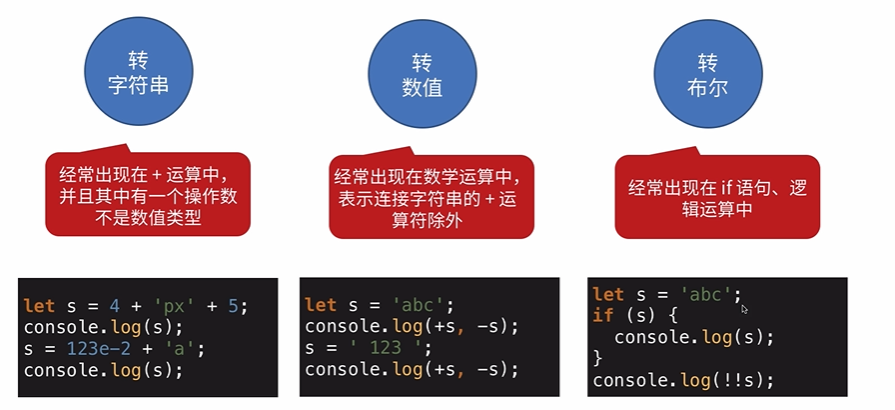 转
字符串
经常出现在 + 运算中，
并且其中有一个操作数
不是数值类型
let s = 4 + 'px' + 5;
console.log(s);
s = 123e-2 + 'a';
console.log(s);
转
数值
经常出现在数学运算中，
表示连接字符串的 + 运
算符除外
let s = 'abc';
console.log(+s, -s);
s = ' 123 ';
console.log(+s, -s);
转
布尔
经常出现在 if 语句、逻
辑运算中
let s = 'abc';
if (s) {
  console.log(s);
}
console.log(!!s);